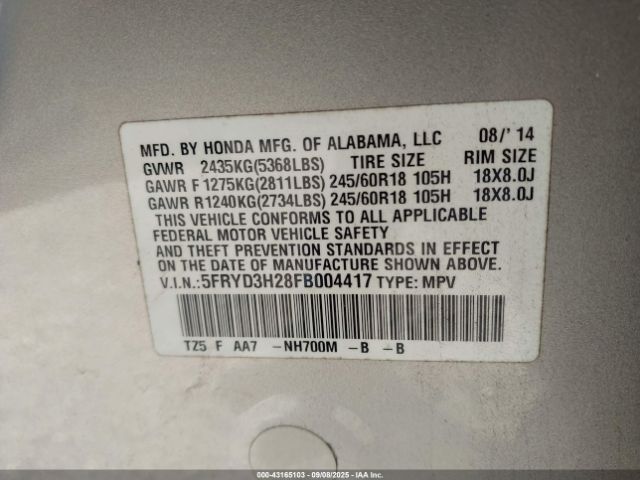 MFD. BY HONDA MFG. OF ALABAMA, LLC 08/'14
GVWR 2435KG(5368LBS) TIRE SIZE RIM SIZE
GAWR F 1275KG(2811LBS) 245/60R18 105H 18X8.0J
GAWR R1240KG(2734LBS) 245/60R18 105H 18X8.0J
THIS VEHICLE CONFORMS TO ALL APPLICABLE
FEDERAL MOTOR VEHICLE SAFETY
AND THEFT PREVENTION STANDARDS IN EFFECT
ON THE DATE OF MANUFACTURE SHOWN ABOVE.
V.I.N.:5FRYD3H28FB004417 TYPE: MPV
TZ5 F AA7 -NH700M -B -B
000-43165103 - 09/08/2025 - IAA Inc.